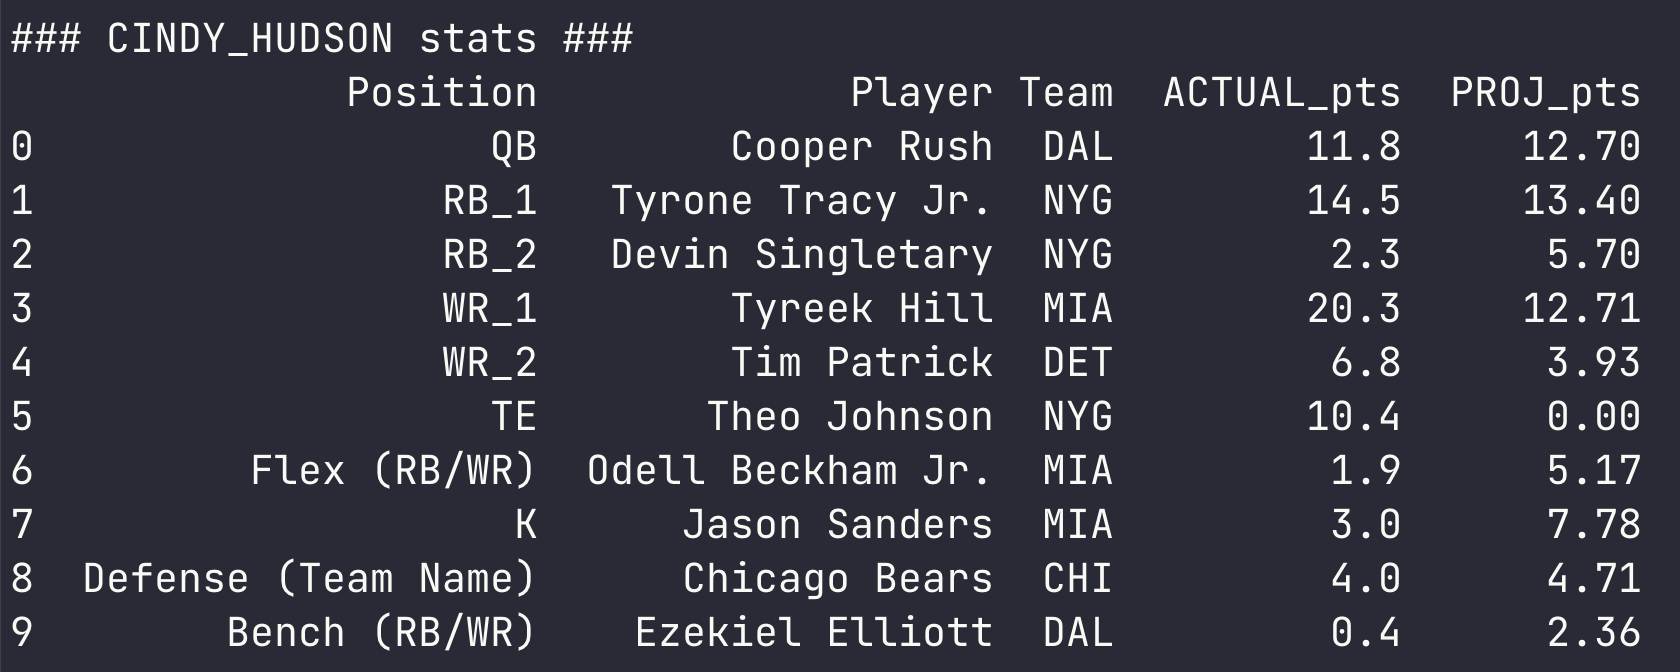 ### CINDY_HUDSON stats ###
Position Player Team ACTUAL_pts PROJ_pts
0 QB Cooper Rush DAL 11.8 12.70
1 RB_1 Tyrone Tracy Jr. NYG 14.5 13.40
2 RB_2 Devin Singletary NYG 2.3 5.70
3 WR_1 Tyreek Hill MIA 20.3 12.71
4 WR_2 Tim Patrick DET 6.8 3.93
5 TE Theo Johnson NYG 10.4 0.00
6 Flex (RB/WR) Odell Beckham Jr. MIA 1.9 5.17
7 K Jason Sanders MIA 3.0 7.78
8 Defense (Team Name) Chicago Bears CHI 4.0 4.71
9 Bench (RB/WR) Ezekiel Elliott DAL 0.4 2.36